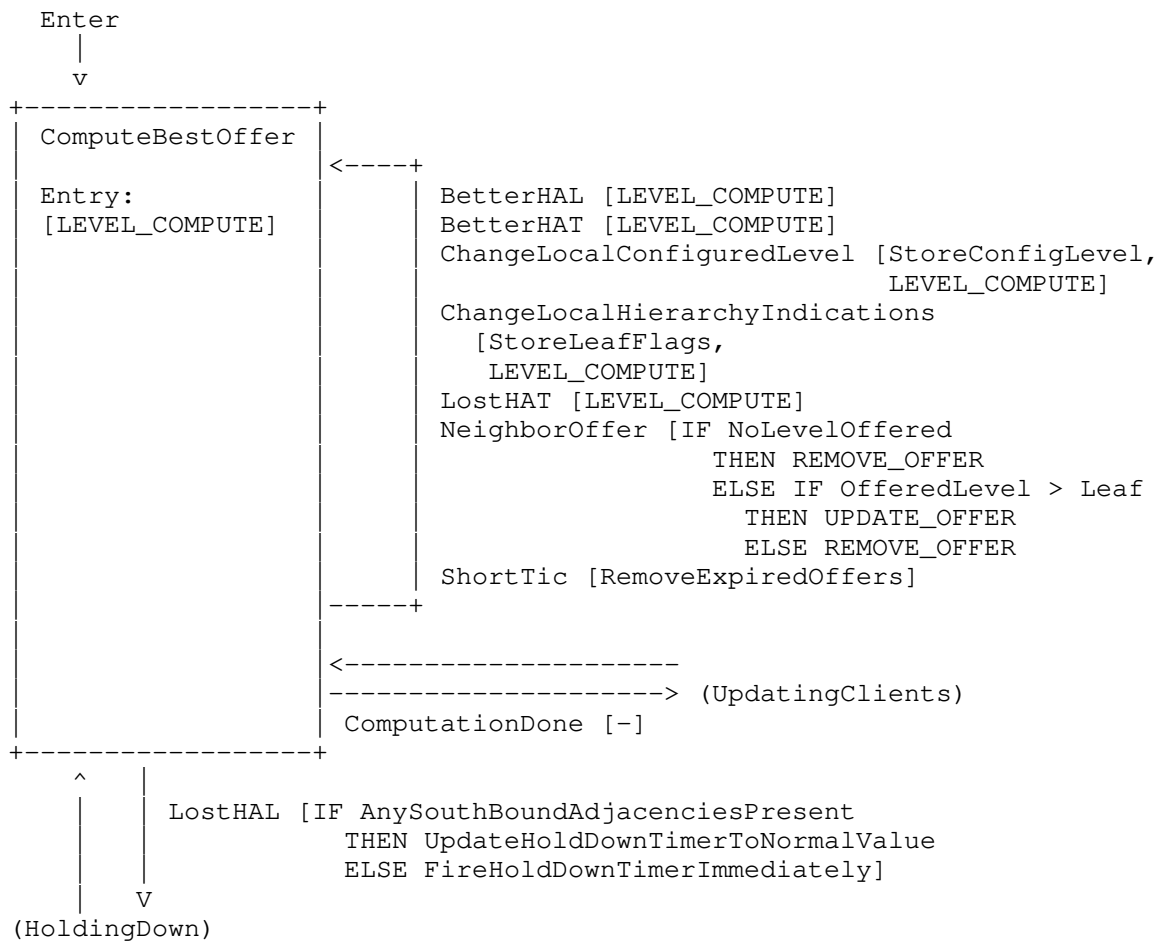 Enter
ComputeBestOffer
Entry:
[LEVEL_COMPUTE]
BetterHAL [LEVEL_COMPUTE]
BetterHAT [LEVEL_COMPUTE]
ChangeLocalConfiguredLevel [StoreConfigLevel,
LEVEL_COMPUTE]
ChangeLocalHierarchyIndications
[StoreLeafFlags,
LEVEL_COMPUTE]
LostHAT [LEVEL_COMPUTE]
NeighborOffer [IF NoLevelOffered
THEN REMOVE_OFFER
ELSE IF OfferedLevel > Leaf
THEN UPDATE_OFFER
ELSE REMOVE_OFFER
ShortTic [RemoveExpiredOffers]
(UpdatingClients)
ComputationDone [-]
LostHAL [IF AnySouthBoundAdjacenciesPresent
THEN UpdateHoldDownTimerToNormalValue
ELSE FireHoldDownTimerImmediately]
(HoldingDown)